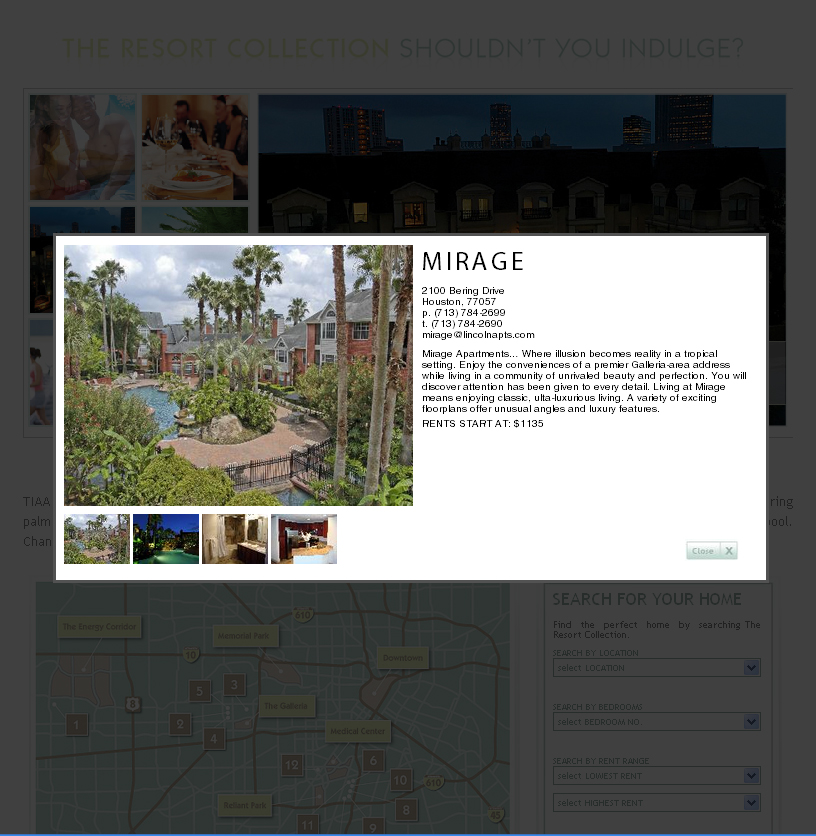 THE RESORT COLLECTION SHOULDN'T YOU INDULGE?
MIRAGE
2100 Bering Drive
Houston, 77057
p. (713) 784-2699
t. (713) 784-2690
mirage@lincolnapts.com
Mirage Apartments... Where illusion becomes reality in a tropical
setting. Enjoy the conveniences of a premier Galleria-area address
while living in a community of unrivaled beauty and perfection. You will
discover attention has been given to every detail. Living at Mirage
means enjoying classic, ulta-luxurious living. A variety of exciting
floorplans offer unusual angles and luxury features.
RENTS START AT: $1135
Close X
TIAA
ring
palm
ool.
Chan
The Energy Corridor
Memorial Park
610
Downtown
10
5
3
8
The Galleria
1
2
4
Medical Center
12
6
10
610
Reliant Park
8
45
11
9
SEARCH FOR YOUR HOME
Find the perfect home by searching The
Resort Collection.
SEARCH BY LOCATION
select LOCATION
SEARCH BY BEDROOMS
select BEDROOM NO.
SEARCH BY RENT RANGE
select LOWEST RENT
select HIGHEST RENT